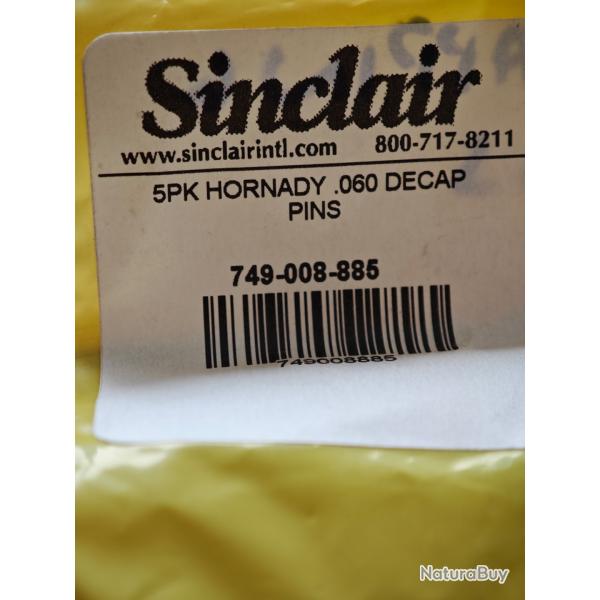 Sinclair
www.sinclairintl.com 800-717-8211
5PK HORNADY .060 DECAP
PINS
749-008-885
749008885
NaturaBuy